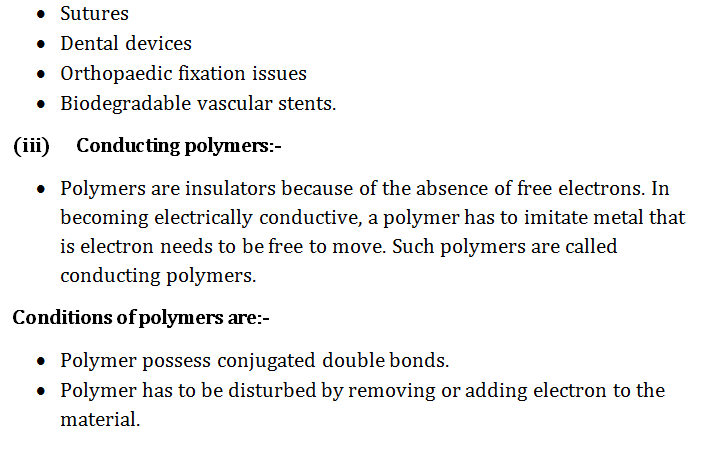 • Sutures
• Dental devices
• Orthopaedic fixation issues
• Biodegradable vascular stents.
(iii) Conducting polymers:-
• Polymers are insulators because of the absence of free electrons. In
becoming electrically conductive, a polymer has to imitate metal that
is electron needs to be free to move. Such polymers are called
conducting polymers.
Conditions of polymers are:-
• Polymer possess conjugated double bonds.
• Polymer has to be disturbed by removing or adding electron to the
material.